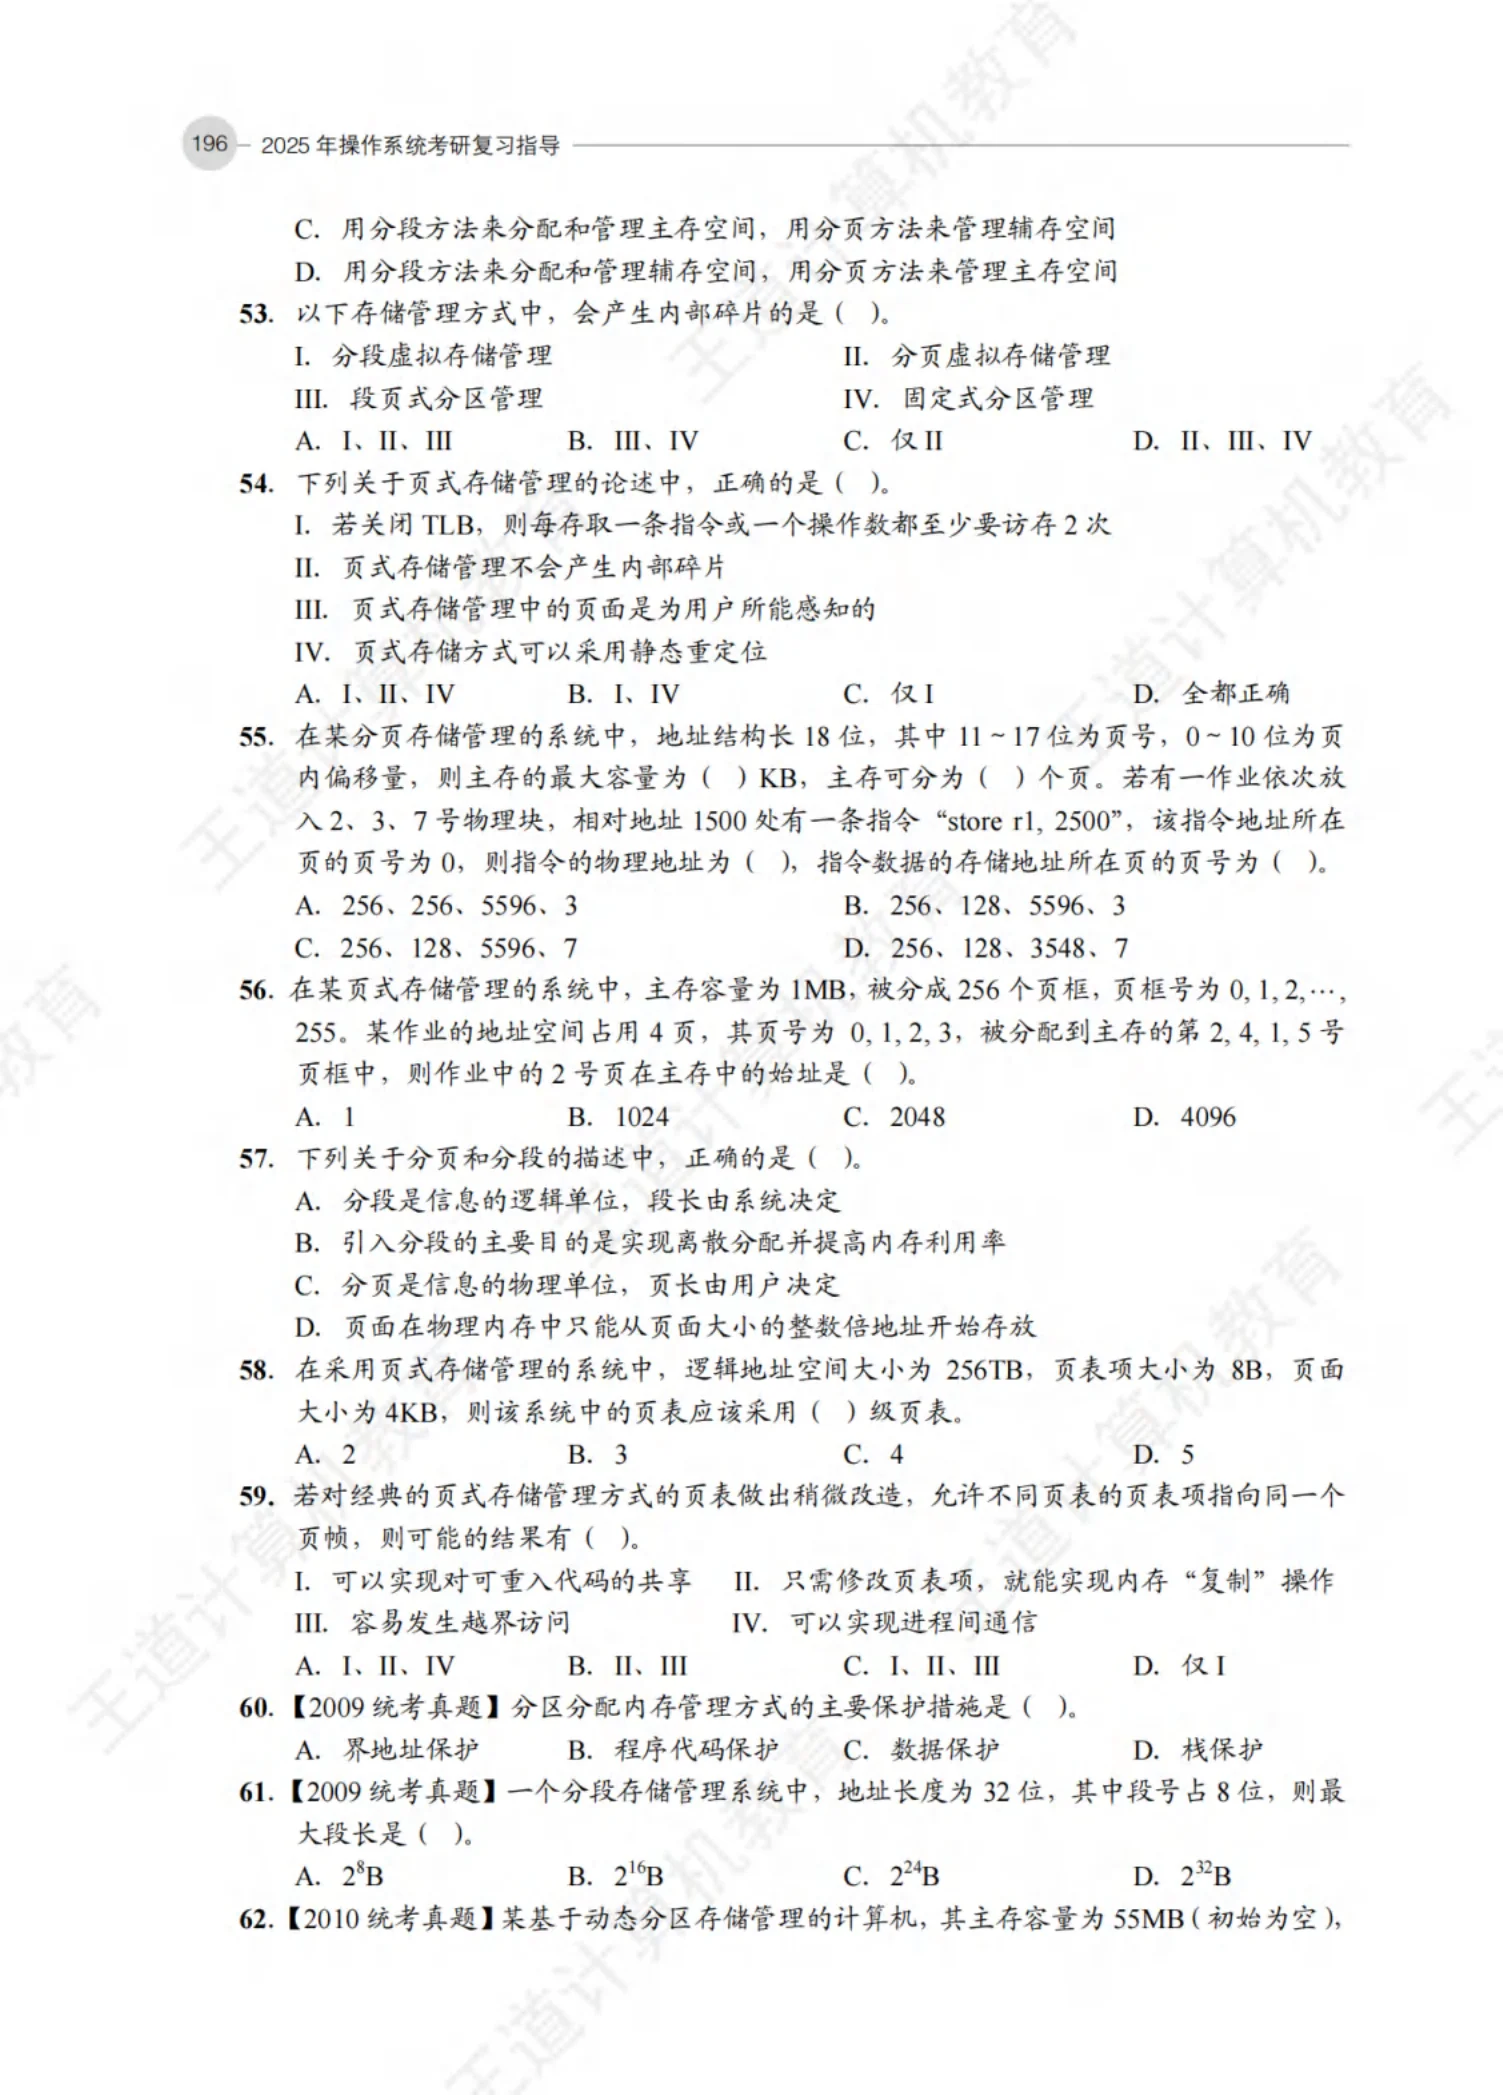 196 2025 年操作系统考研复习指导
C. 用分段方法来分配和管理主存空间，用分页方法来管理辅存空间
D. 用分段方法来分配和管理辅存空间，用分页方法来管理主存空间
53. 以下存储管理方式中，会产生内部碎片的是（ ）。
I. 分段虚拟存储管理 II. 分页虚拟存储管理
III. 段页式分区管理 IV. 固定式分区管理
A. I、II、III B. III、IV C. 仅 II D. II、III、IV
54. 下列关于页式存储管理的论述中，正确的是（ ）。
I. 若关闭 TLB，则每存取一条指令或一个操作数都至少要访存 2 次
II. 页式存储管理不会产生内部碎片
III. 页式存储管理中的页面是为用户所能感知的
IV. 页式存储方式可以采用静态重定位
A. I、II、IV B. I、IV C. 仅 I D. 全都正确
55. 在某分页存储管理的系统中，地址结构长 18 位，其中 11 ~ 17 位为页号，0 ~ 10 位为页
内偏移量，则主存的最大容量为（ ）KB，主存可分为（ ）个页。若有一作业依次放
入 2、3、7 号物理块，相对地址 1500 处有一条指令“store r1, 2500”，该指令地址所在
页的页号为 0，则指令的物理地址为（ ），指令数据的存储地址所在页的页号为（ ）。
A. 256、256、5596、3 B. 256、128、5596、3
C. 256、128、5596、7 D. 256、128、3548、7
56. 在某页式存储管理的系统中，主存容量为 1MB，被分成 256 个页框，页框号为 0, 1, 2,⋯,
255。某作业的地址空间占用 4 页，其页号为 0, 1, 2, 3，被分配到主存的第 2, 4, 1, 5 号
页框中，则作业中的 2 号页在主存中的始址是（ ）。
A. 1 B. 1024 C. 2048 D. 4096
57. 下列关于分页和分段的描述中，正确的是（ ）。
A. 分段是信息的逻辑单位，段长由系统决定
B. 引入分段的主要目的是实现离散分配并提高内存利用率
C. 分页是信息的物理单位，页长由用户决定
D. 页面在物理内存中只能从页面大小的整数倍地址开始存放
58. 在采用页式存储管理的系统中，逻辑地址空间大小为 256TB，页表项大小为 8B，页面
大小为 4KB，则该系统中的页表应该采用（ ）级页表。
A. 2 B. 3 C. 4 D. 5
59. 若对经典的页式存储管理方式的页表做出稍微改造，允许不同页表的页表项指向同一个
页帧，则可能的结果有（ ）。
I. 可以实现对可重入代码的共享 II. 只需修改页表项，就能实现内存“复制”操作
III. 容易发生越界访问 IV. 可以实现进程间通信
A. I、II、IV B. II、III C. I、II、III D. 仅 I
60.【2009 统考真题】分区分配内存管理方式的主要保护措施是（ ）。
A. 界地址保护 B. 程序代码保护 C. 数据保护 D. 栈保护
61.【2009 统考真题】一个分段存储管理系统中，地址长度为 32 位，其中段号占 8 位，则最
大段长是（ ）。
A. 2⁸B B. 2¹⁶B C. 2²⁴B D. 2³²B
62.【2010 统考真题】某基于动态分区存储管理的计算机，其主存容量为 55MB（初始为空），